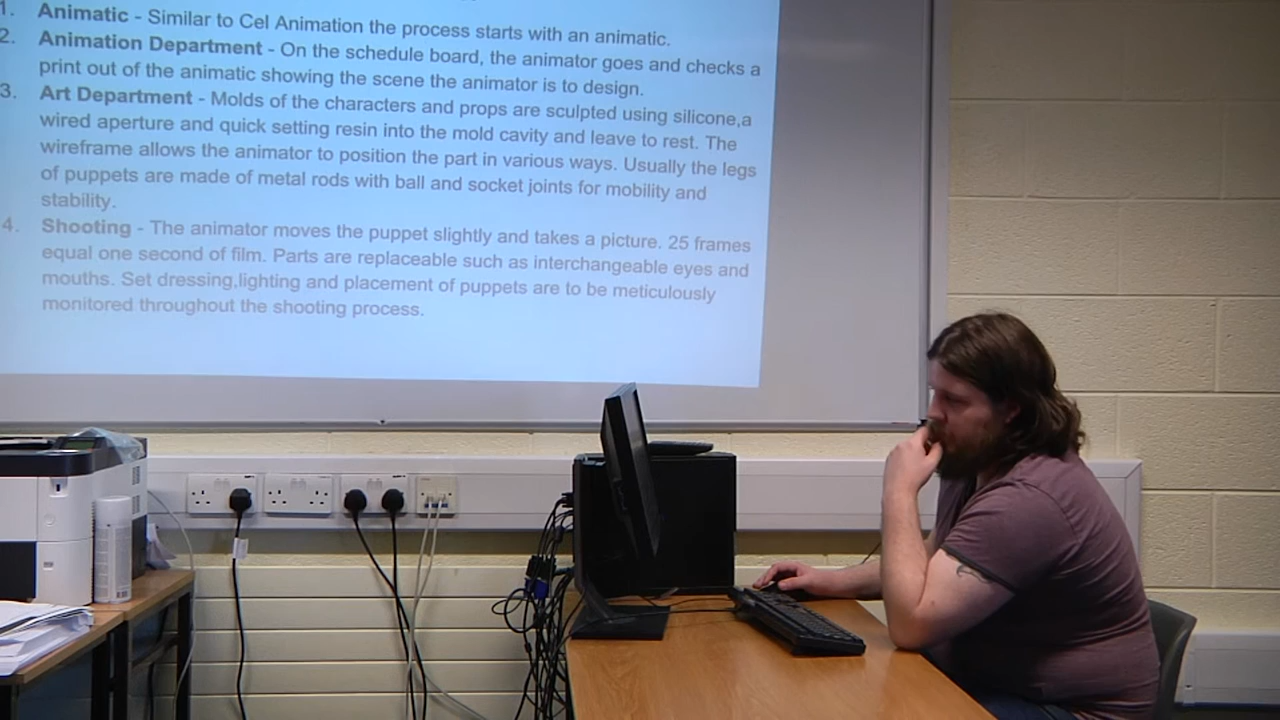 1. Animatic - Similar to Cel Animation the process starts with an animatic.
2. Animation Department - On the schedule board, the animator goes and checks a
print out of the animatic showing the scene the animator is to design.
3. Art Department - Molds of the characters and props are sculpted using silicone,a
wired aperture and quick setting resin into the mold cavity and leave to rest. The
wireframe allows the animator to position the part in various ways. Usually the legs
of puppets are made of metal rods with ball and socket joints for mobility and
stability.
4. Shooting - The animator moves the puppet slightly and takes a picture. 25 frames
equal one second of film. Parts are replaceable such as interchangeable eyes and
mouths. Set dressing,lighting and placement of puppets are to be meticulously
monitored throughout the shooting process.